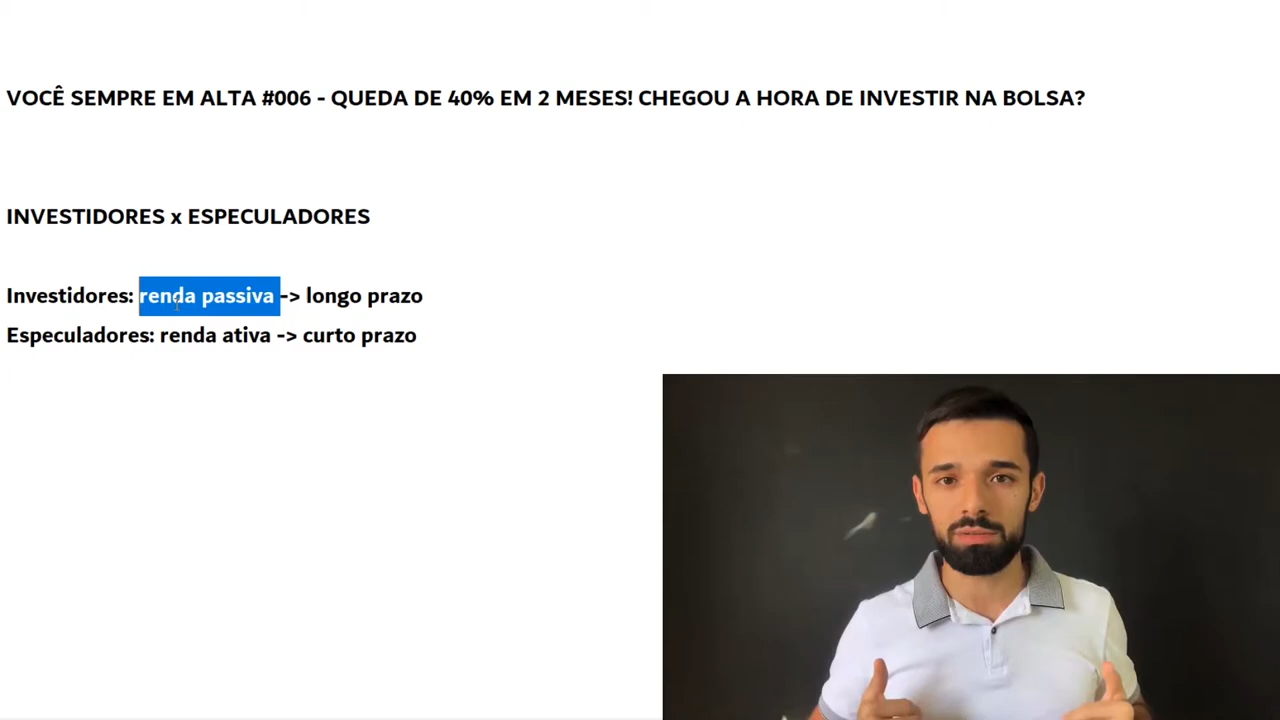 VOCÊ SEMPRE EM ALTA #006 - QUEDA DE 40% EM 2 MESES! CHEGOU A HORA DE INVESTIR NA BOLSA?
INVESTIDORES x ESPECULADORES
Investidores: renda passiva -> longo prazo
Especuladores: renda ativa -> curto prazo